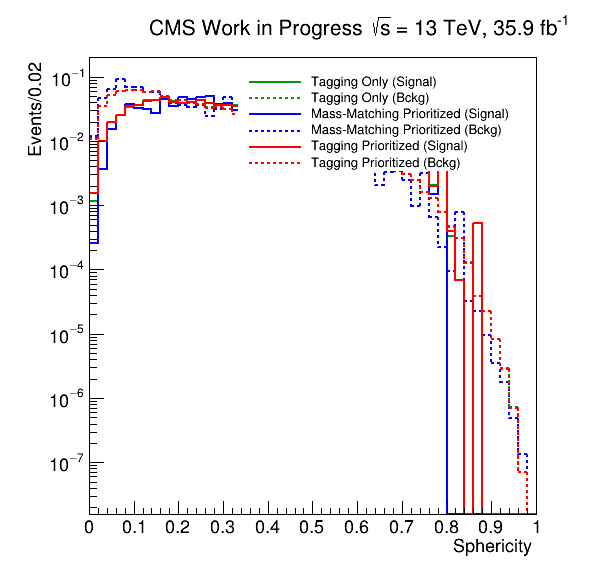 CMS Work in Progress √s = 13 TeV, 35.9 fb⁻¹
Events/0.02
10⁻¹
10⁻²
10⁻³
10⁻⁴
10⁻⁵
10⁻⁶
10⁻⁷
Tagging Only (Signal)
Tagging Only (Bckg)
Mass-Matching Prioritized (Signal)
Mass-Matching Prioritized (Bckg)
Tagging Prioritized (Signal)
Tagging Prioritized (Bckg)
0 0.1 0.2 0.3 0.4 0.5 0.6 0.7 0.8 0.9 1
Sphericity